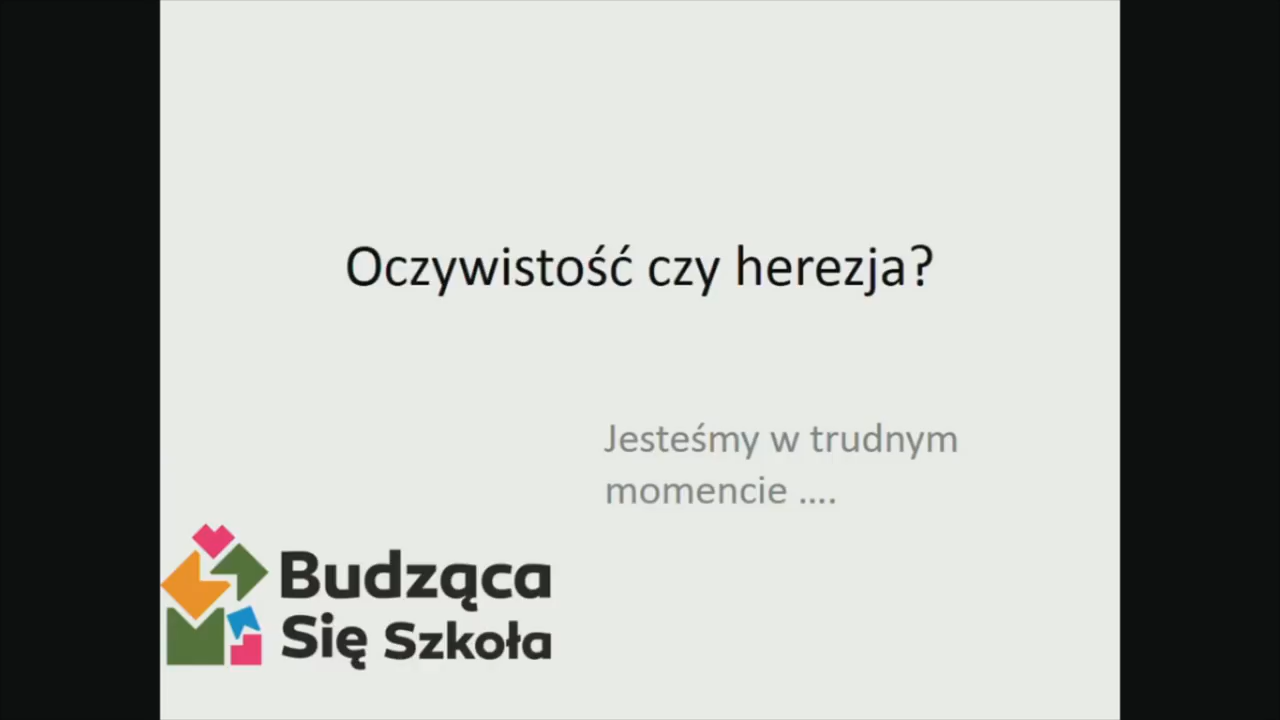 Oczywistość czy herezja?
Jesteśmy w trudnym
momencie ....
Budząca
Się Szkoła